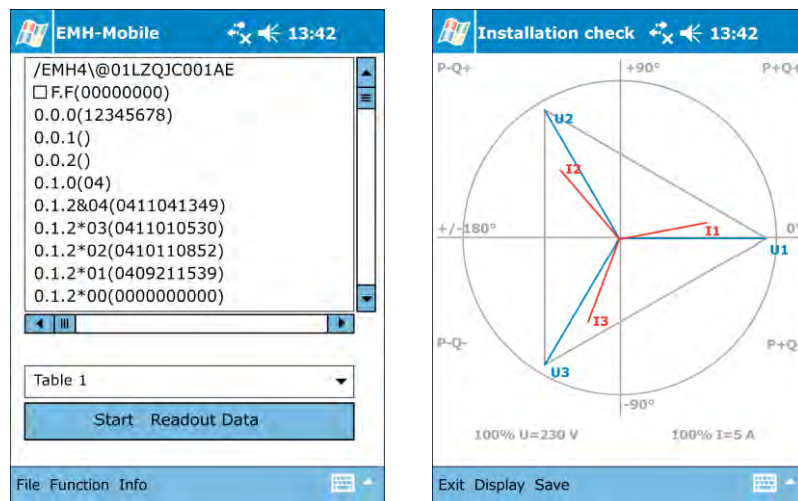 EMH-Mobile 13:42
/EMH4\@01LZQJC001AE
F.F(00000000)
0.0.0(12345678)
0.0.1()
0.0.2()
0.1.0(04)
0.1.2&04(0411041349)
0.1.2*03(0411010530)
0.1.2*02(0410110852)
0.1.2*01(0409211539)
0.1.2*00(0000000000)
Table 1
Start Readout Data
File Function Info
Installation check 13:42
P-Q+ +90° P+Q+
U2
I2
+/-180° I1 0°
U1
I3
P-Q- P+Q-
U3
-90°
100% U=230 V 100% I=5 A
Exit Display Save